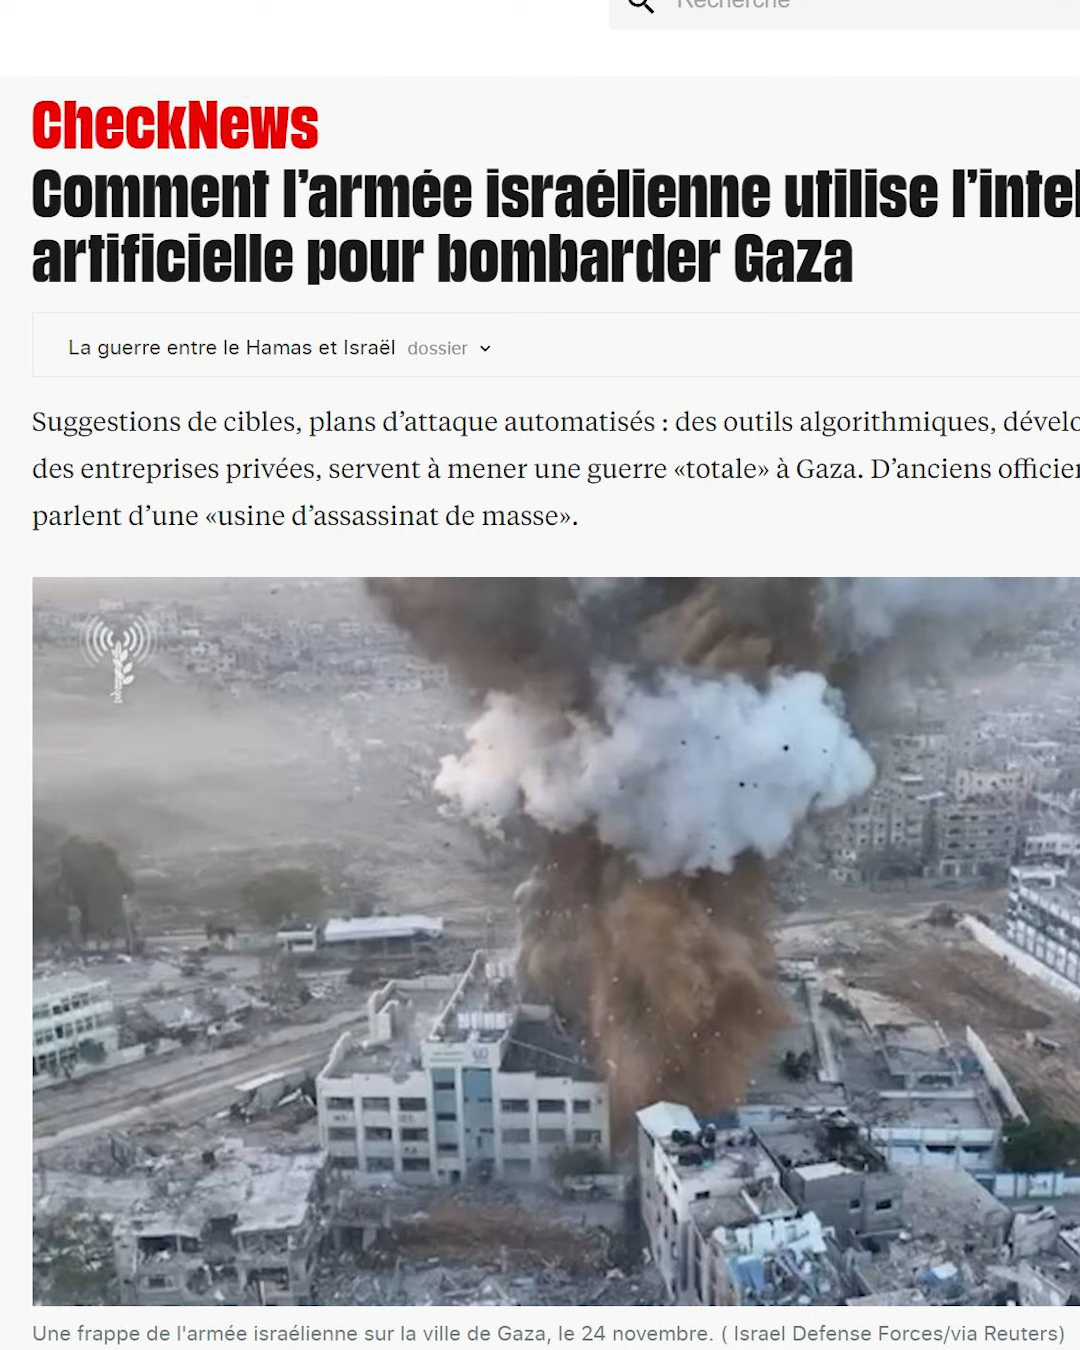 Recherche
CheckNews
Comment l’armée israélienne utilise l’intel
artificielle pour bombarder Gaza
La guerre entre le Hamas et Israël dossier
Suggestions de cibles, plans d’attaque automatisés : des outils algorithmiques, dévelo
des entreprises privées, servent à mener une guerre «totale» à Gaza. D’anciens officier
parlent d’une «usine d’assassinat de masse».
Une frappe de l'armée israélienne sur la ville de Gaza, le 24 novembre. ( Israel Defense Forces/via Reuters)